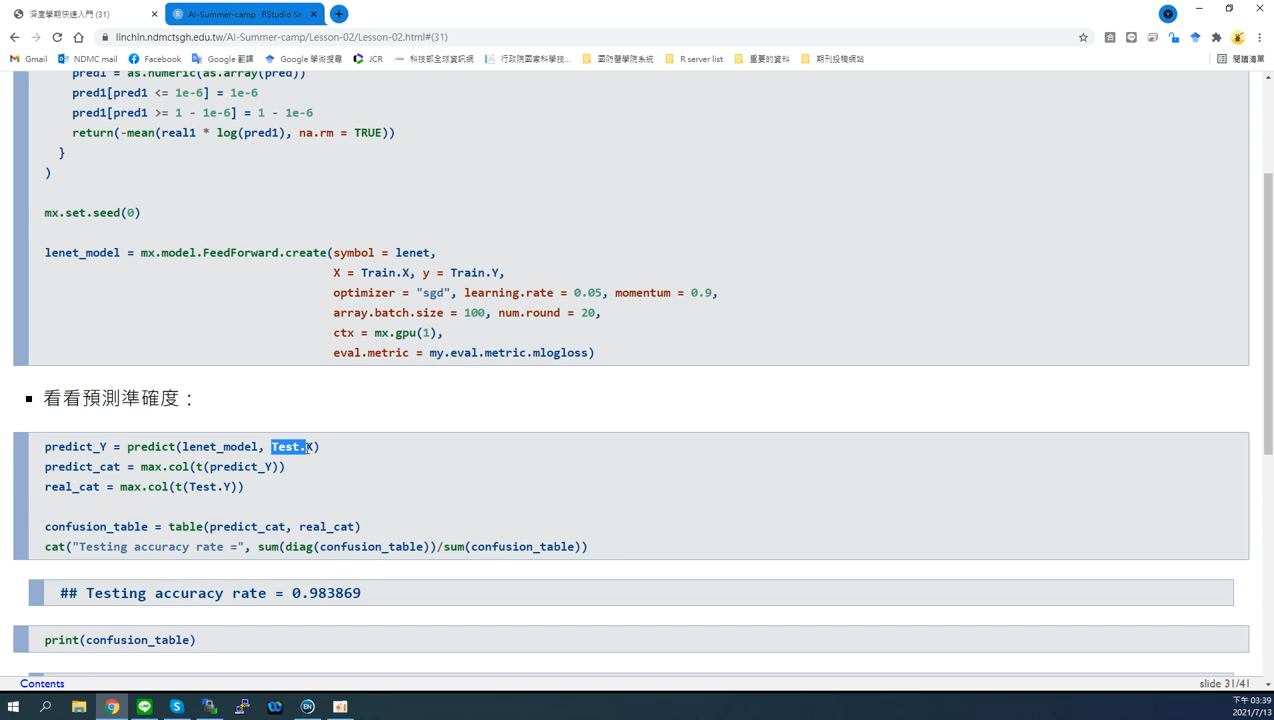 深度學期快速入門 (31)
AI-Summer-camp - RStudio Se
linchin.ndmctsgh.edu.tw/AI-Summer-camp/Lesson-02/Lesson-02.html#(31)
Gmail
NDMC mail
Facebook
Google 翻譯
Google 學術搜尋
JCR
科技部全球資訊網
行政院國家科學技...
國防醫學院系統
R server list
重要的資料
期刊投稿網站
閱讀清單
pred1 = as.numeric(as.array(pred))
pred1[pred1 <= 1e-6] = 1e-6
pred1[pred1 >= 1 - 1e-6] = 1 - 1e-6
return(-mean(real1 * log(pred1), na.rm = TRUE))
}
)
mx.set.seed(0)
lenet_model = mx.model.FeedForward.create(symbol = lenet,
X = Train.X, y = Train.Y,
optimizer = "sgd", learning.rate = 0.05, momentum = 0.9,
array.batch.size = 100, num.round = 20,
ctx = mx.gpu(1),
eval.metric = my.eval.metric.mlogloss)
看看預測準確度：
predict_Y = predict(lenet_model, Test.X)
predict_cat = max.col(t(predict_Y))
real_cat = max.col(t(Test.Y))
confusion_table = table(predict_cat, real_cat)
cat("Testing accuracy rate =", sum(diag(confusion_table))/sum(confusion_table))
## Testing accuracy rate = 0.983869
print(confusion_table)
Contents
slide 31/41
EN
下午 03:39
2021/7/13